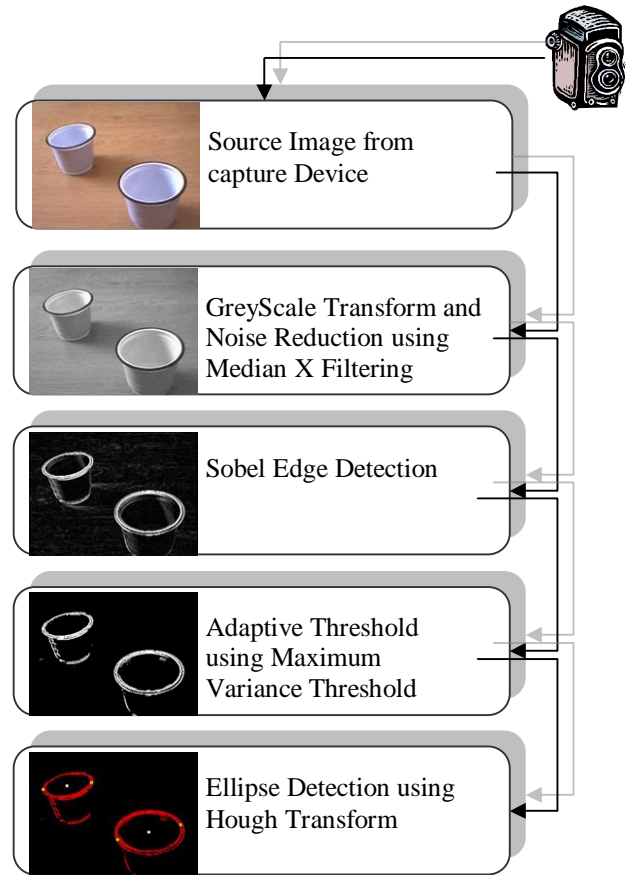 Source Image from
capture Device
GreyScale Transform and
Noise Reduction using
Median X Filtering
Sobel Edge Detection
Adaptive Threshold
using Maximum
Variance Threshold
Ellipse Detection using
Hough Transform